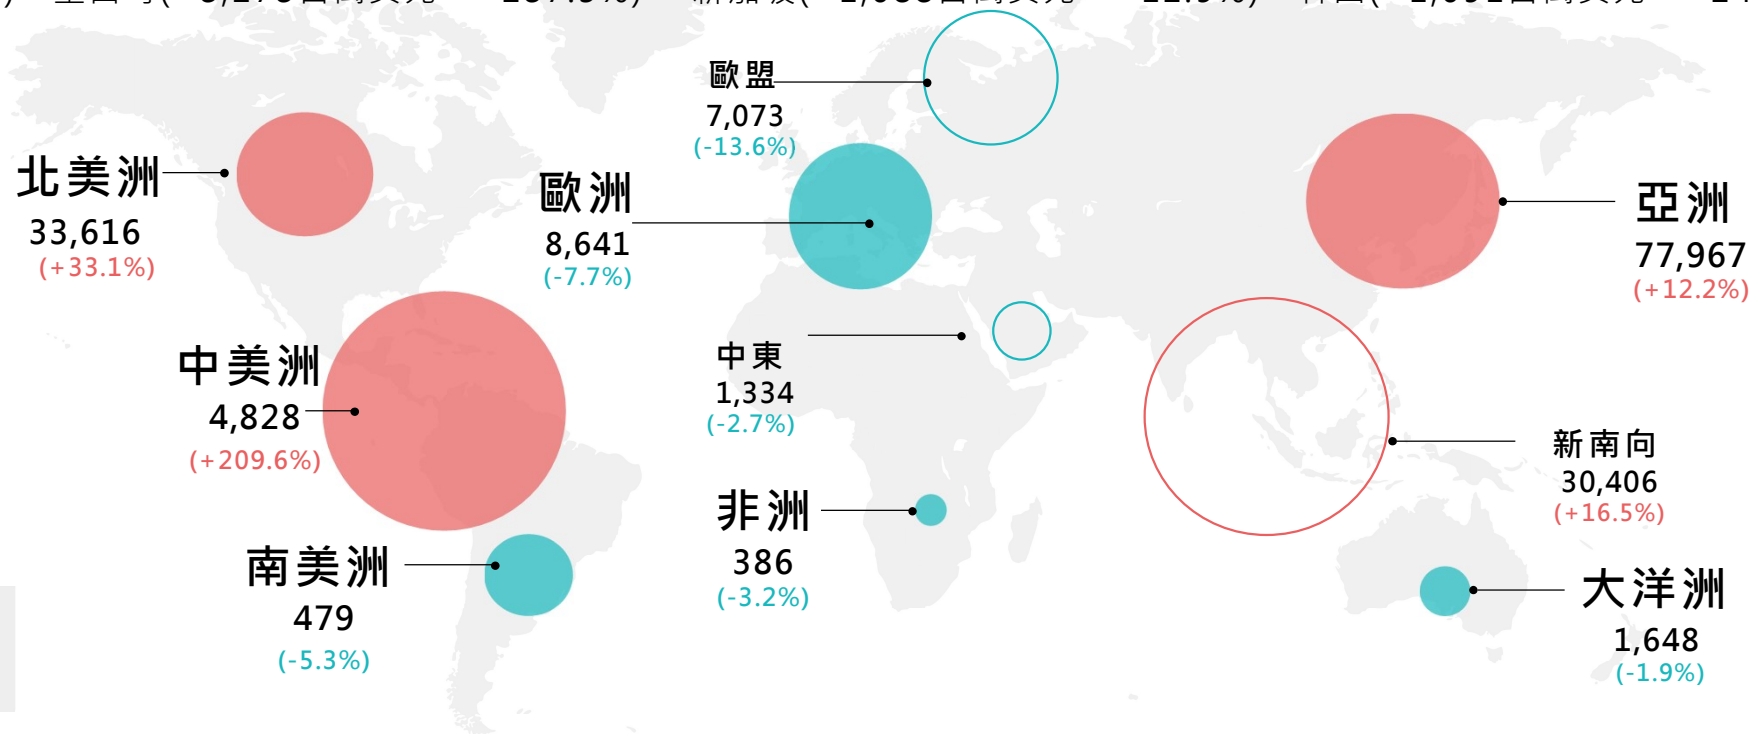 歐盟
7,073
(-13.6%)
北美洲
33,616
(+33.1%)
歐洲
8,641
(-7.7%)
亞洲
77,967
(+12.2%)
中美洲
4,828
(+209.6%)
中東
1,334
(-2.7%)
新南向
30,406
(+16.5%)
非洲
386
(-3.2%)
南美洲
479
(-5.3%)
大洋洲
1,648
(-1.9%)